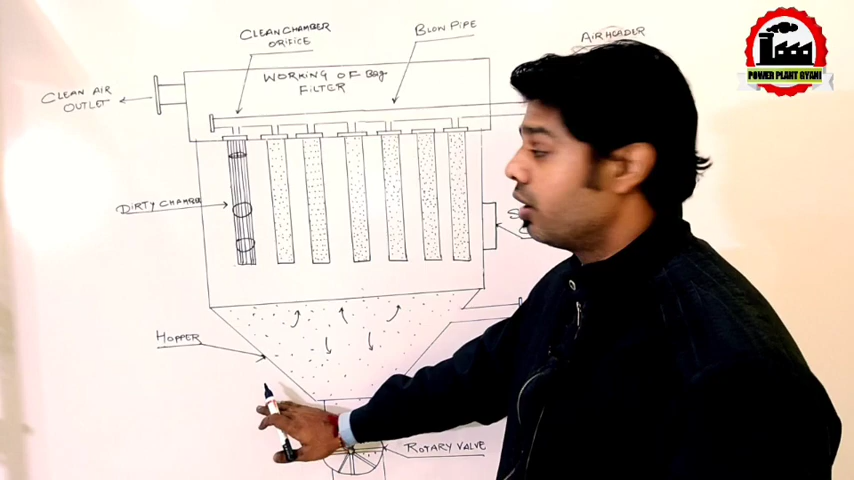 CLEAN CHAMBER
ORIFICE
BLOW PIPE
AIR HEADER
POWER PLANT GYANI
WORKING OF Bag
FILTER
CLEAN AIR
OUTLET
DIRTY CHAMBER
HOPPER
ROTARY VALVE